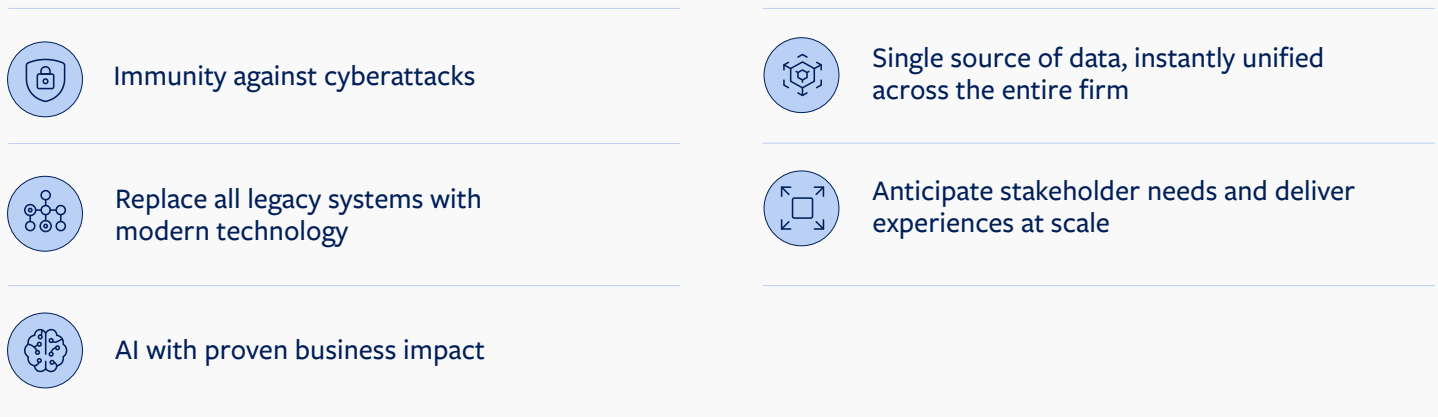 Immunity against cyberattacks
Replace all legacy systems with
modern technology
AI with proven business impact
Single source of data, instantly unified
across the entire firm
Anticipate stakeholder needs and deliver
experiences at scale